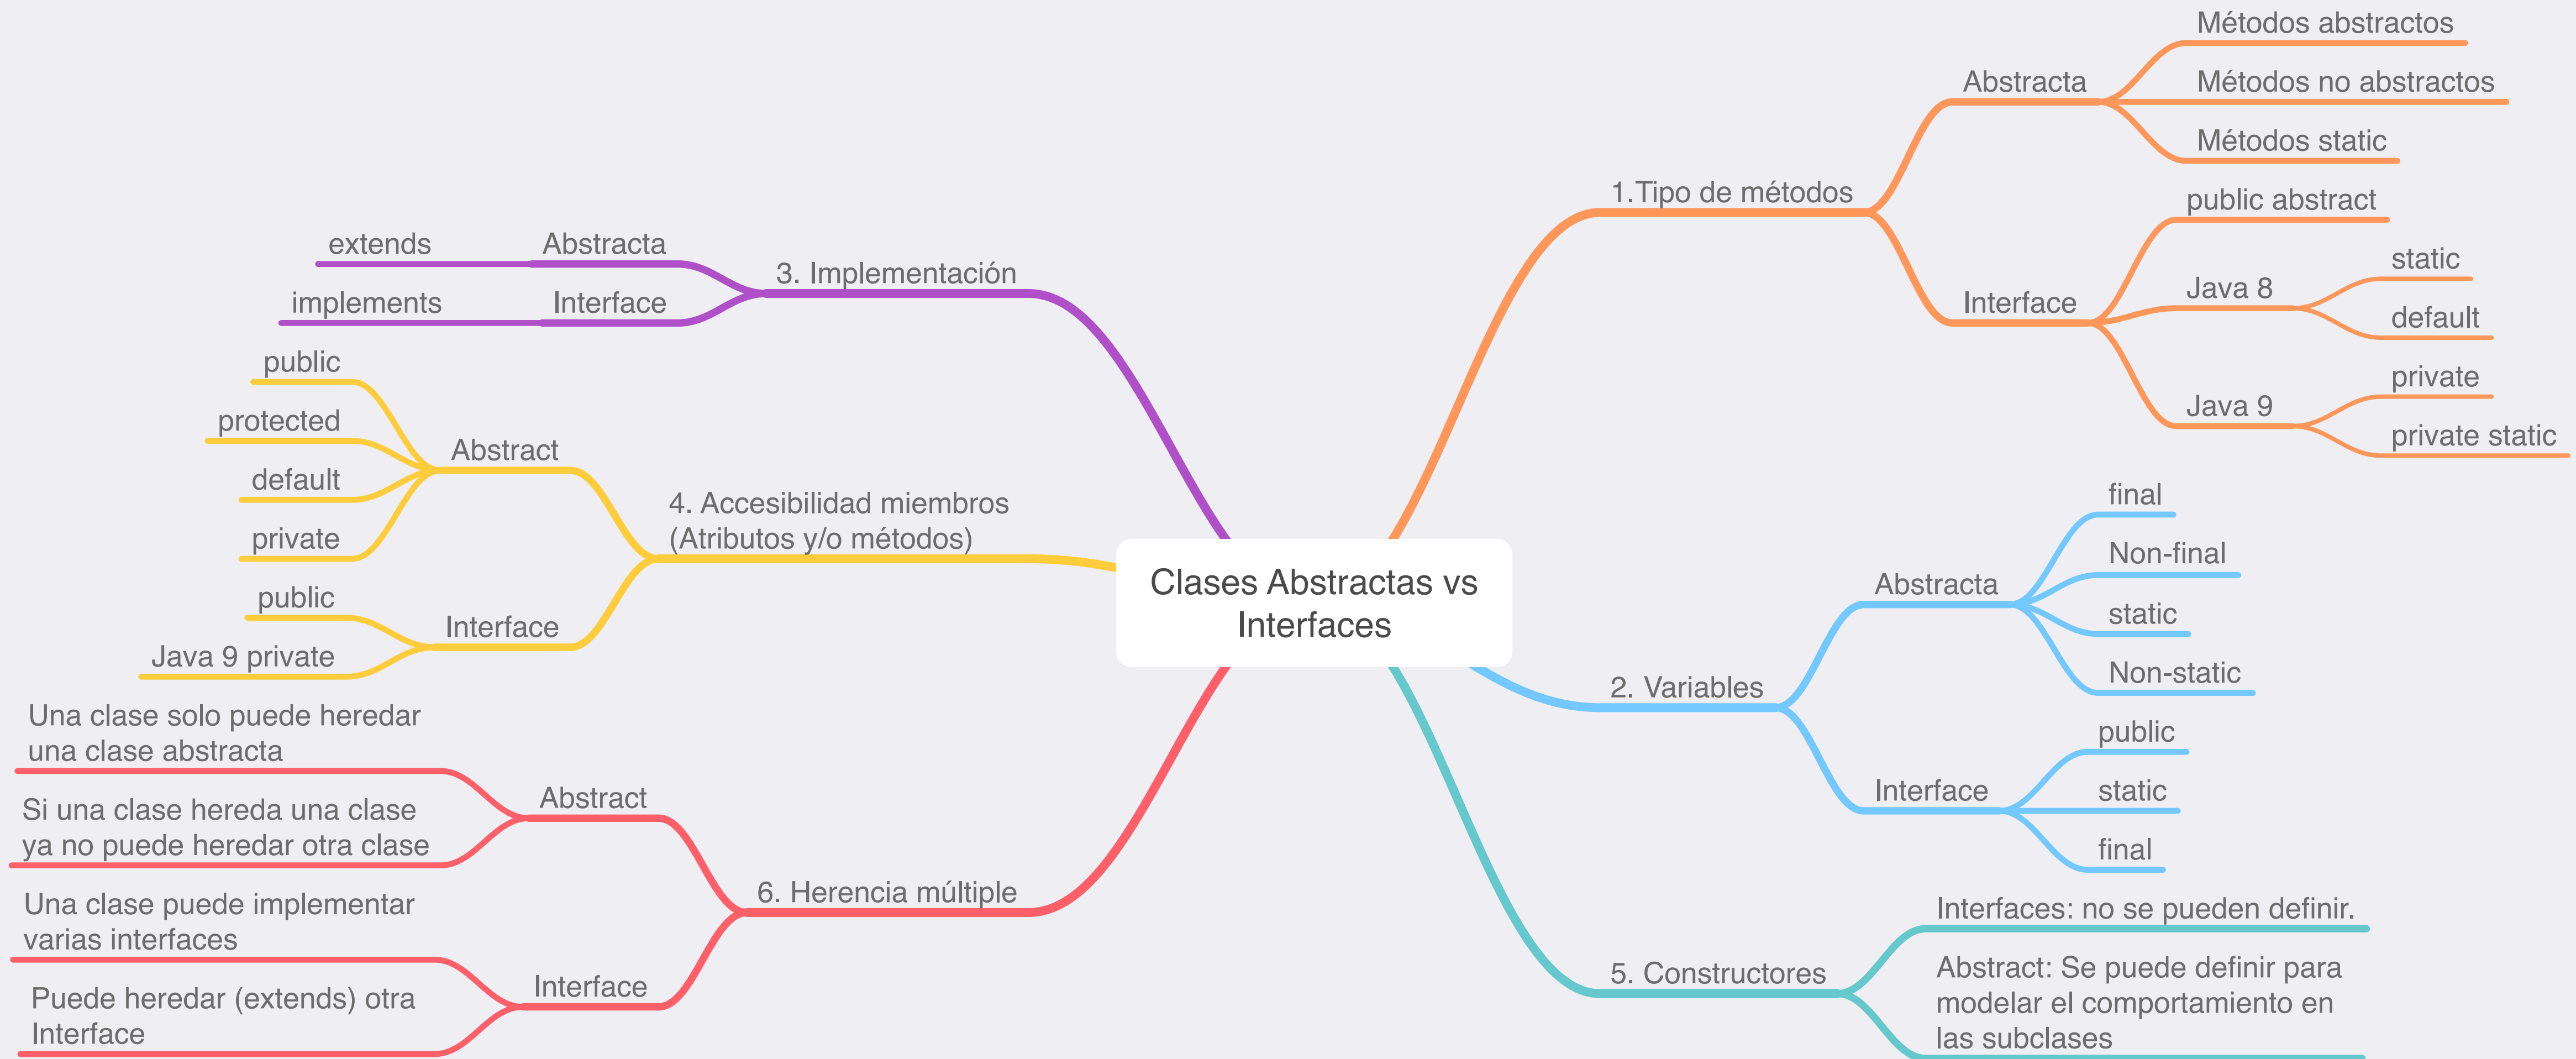 Clases Abstractas vs
Interfaces
1.Tipo de métodos
Abstracta
Métodos abstractos
Métodos no abstractos
Métodos static
Interface
public abstract
Java 8
static
default
Java 9
private
private static
2. Variables
Abstracta
final
Non-final
static
Non-static
Interface
public
static
final
3. Implementación
Abstracta
extends
Interface
implements
4. Accesibilidad miembros
(Atributos y/o métodos)
Abstract
public
protected
default
private
Interface
public
Java 9 private
5. Constructores
Interfaces: no se pueden definir.
Abstract: Se puede definir para
modelar el comportamiento en
las subclases
6. Herencia múltiple
Abstract
Una clase solo puede heredar
una clase abstracta
Si una clase hereda una clase
ya no puede heredar otra clase
Interface
Una clase puede implementar
varias interfaces
Puede heredar (extends) otra
Interface